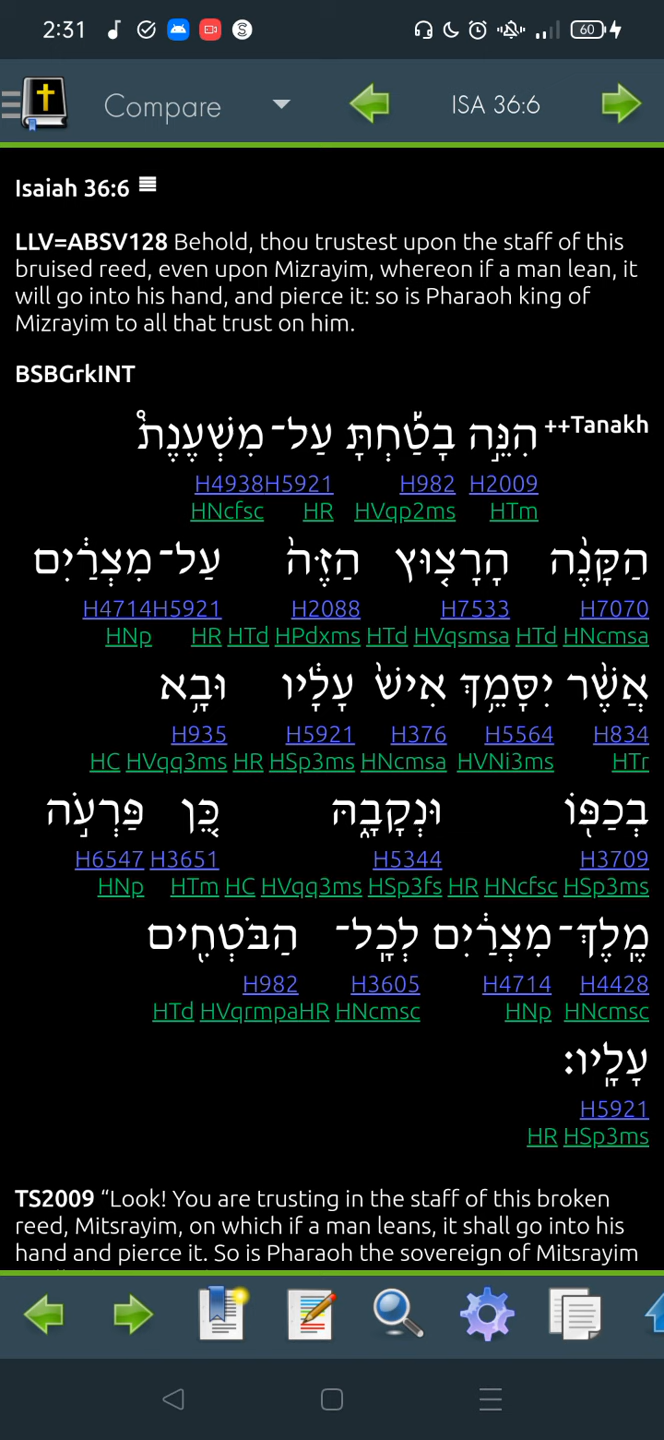 2:31
60
Compare
ISA 36:6
Isaiah 36:6
LLV=ABSV128 Behold, thou trustest upon the staff of this
bruised reed, even upon Mizrayim, whereon if a man lean, it
will go into his hand, and pierce it: so is Pharaoh king of
Mizrayim to all that trust on him.
BSBGrkINT
++Tanakh הִנֵּ֣ה בָטַ֡חְתָּ עַל־ מִשְׁעֶנֶת֩
H4938H5921 H982 H2009
HNcfsc HR HVqp2ms HTm
הַקָּנֶ֨ה הָרָצ֤וּץ הַזֶּה֙ עַל־ מִצְרַ֔יִם
H4714H5921 H2088 H7533 H7070
HNp HR HTd HPdxms HTd HVqsmsa HTd HNcmsa
אֲשֶׁ֨ר יִסָּמֵ֥ךְ אִישׁ֙ עָלָ֔יו וּבָ֥א
H935 H5921 H376 H5564 H834
HC HVqq3ms HR HSp3ms HNcmsa HVNi3ms HTr
בְכַפּ֖וֹ וּנְקָבָ֑הּ כֵּ֚ן פַּרְעֹ֣ה
H6547 H3651 H5344 H3709
HNp HTm HC HVqq3ms HSp3fs HR HNcfsc HSp3ms
מֶֽלֶךְ־ מִצְרַ֔יִם לְכָֽל־ הַבֹּטְחִ֖ים
H982 H3605 H4714 H4428
HTd HVqrmpaHR HNcmsc HNp HNcmsc
עָלָֽיו׃
H5921
HR HSp3ms
TS2009 “Look! You are trusting in the staff of this broken
reed, Mitsrayim, on which if a man leans, it shall go into his
hand and pierce it. So is Pharaoh the sovereign of Mitsrayim